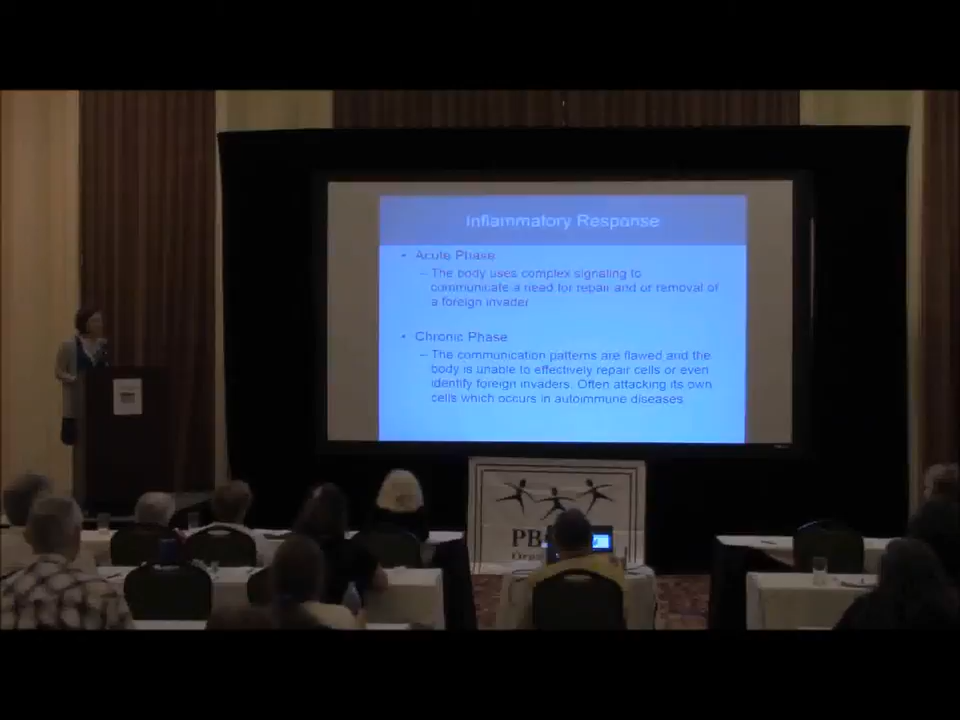 Inflammatory Response
• Acute Phase
– The body uses complex signaling to
communicate a need for repair and or removal of
a foreign invader
• Chronic Phase
– The communication patterns are flawed and the
body is unable to effectively repair cells or even
identify foreign invaders. Often attacking its own
cells which occurs in autoimmune diseases
PB